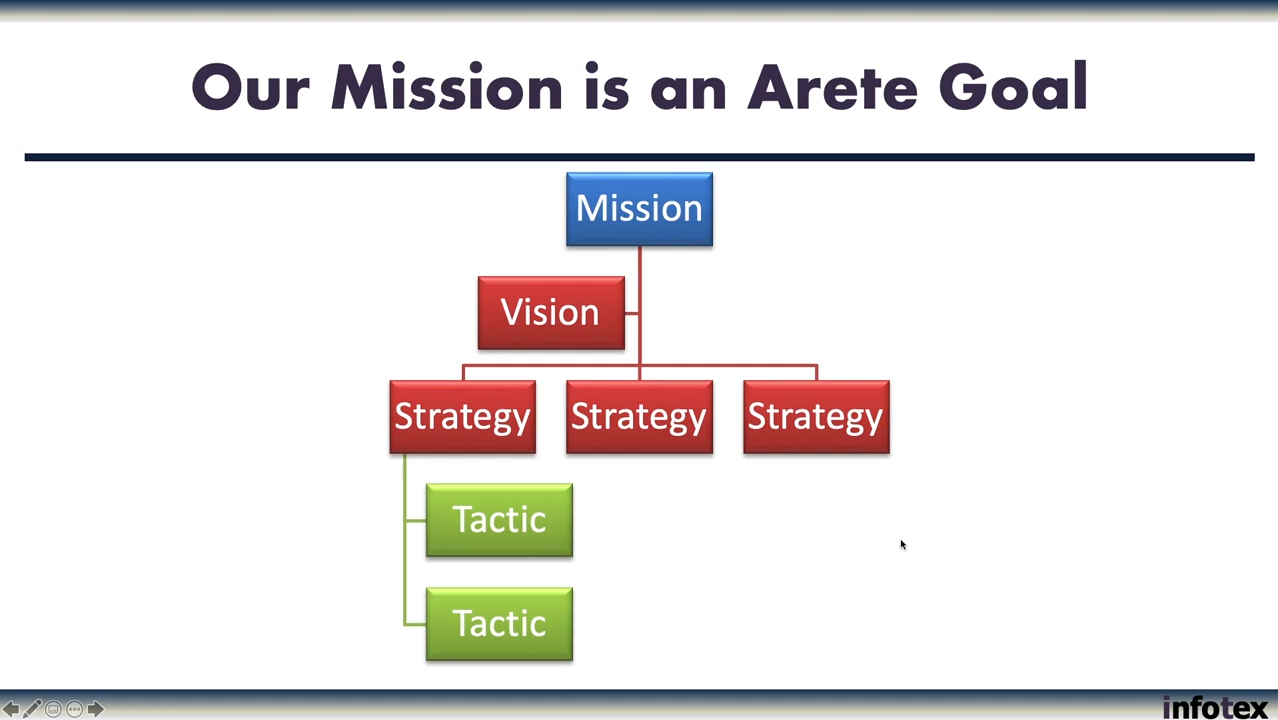 Our Mission is an Arete Goal
Mission
Vision
Strategy Strategy Strategy
Tactic
Tactic
infotex